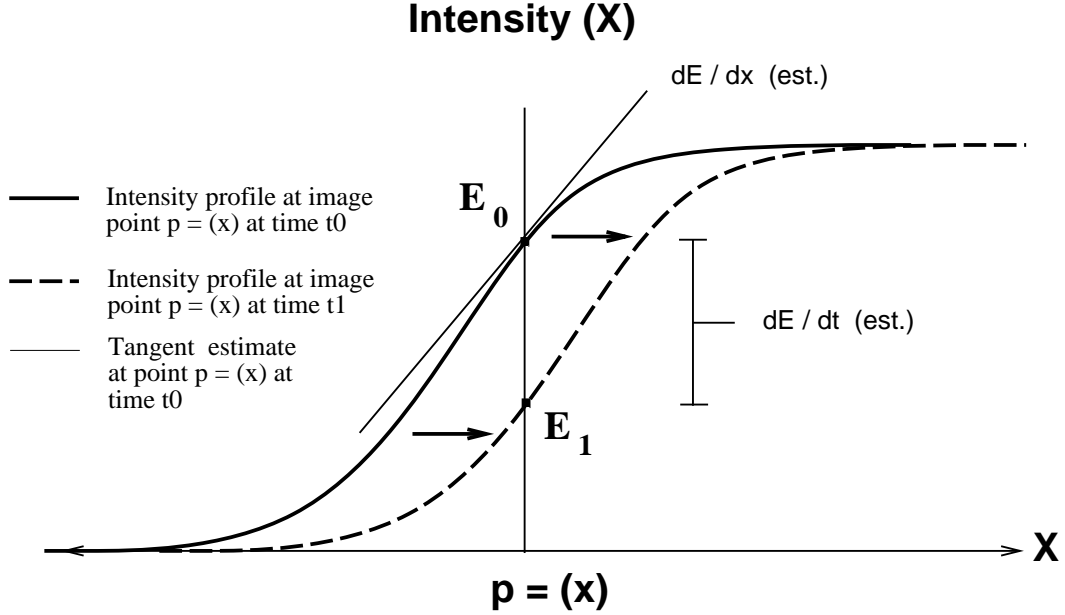 Intensity (X)
dE / dx (est.)
E 0
Intensity profile at image
point p = (x) at time t0
Intensity profile at image
point p = (x) at time t1
Tangent estimate
at point p = (x) at
time t0
dE / dt (est.)
E 1
X
p = (x)